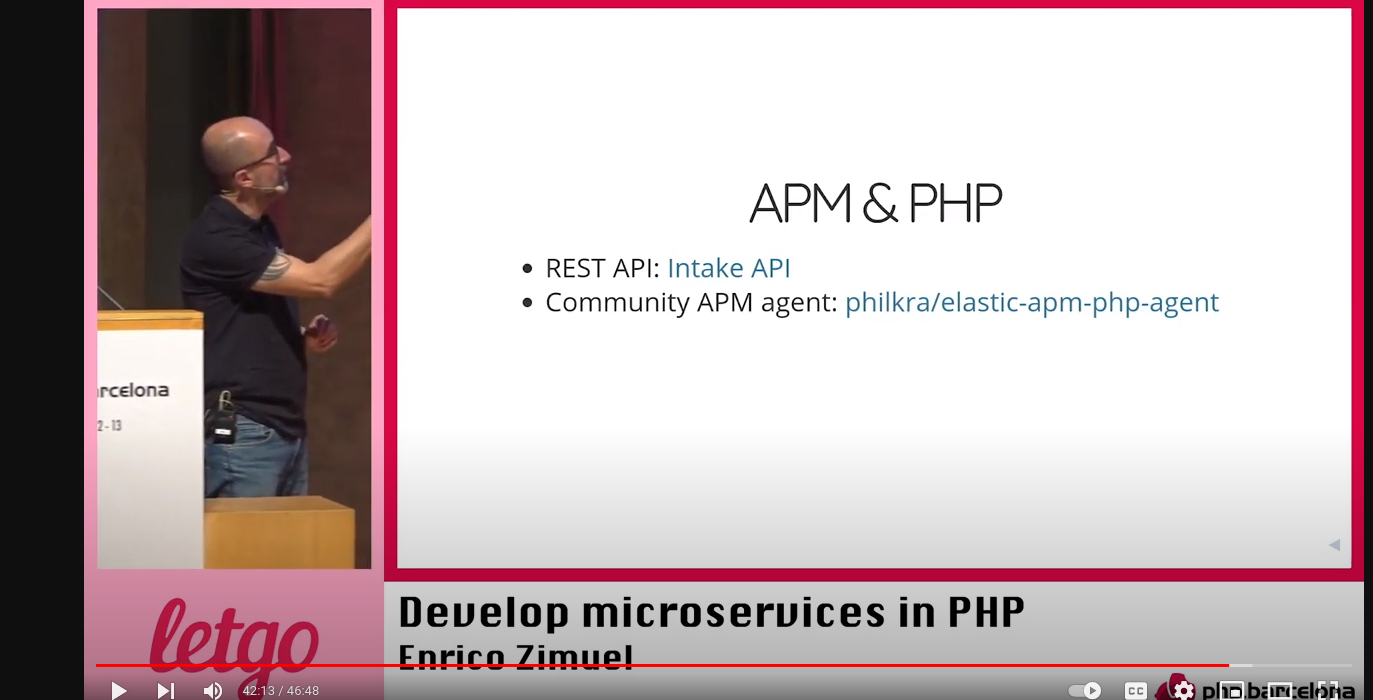 APM & PHP
REST API: Intake API
Community APM agent: philkra/elastic-apm-php-agent
rcelona
2-13
letgo
Develop microservices in PHP
Enrico Zimuel
42:13 / 46:48
CC
php.barcelona